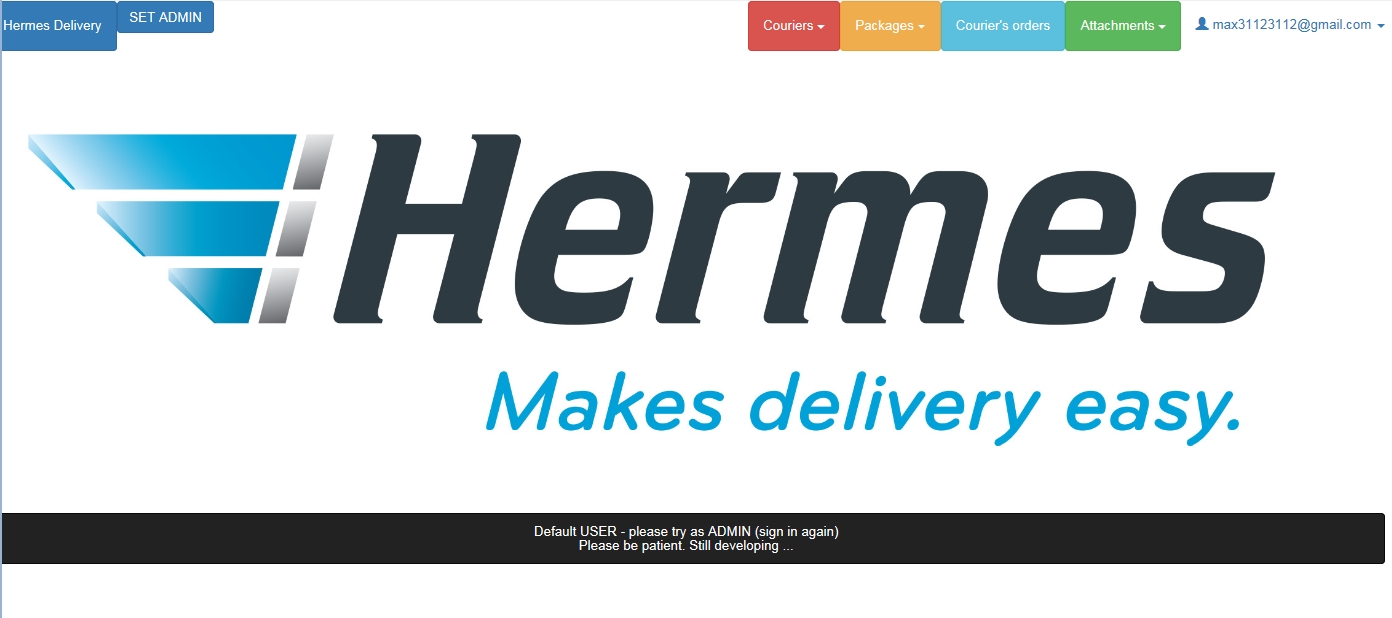 Hermes Delivery
SET ADMIN
Couriers
Packages
Courier's orders
Attachments
max31123112@gmail.com
Hermes
Makes delivery easy.
Default USER - please try as ADMIN (sign in again)
Please be patient. Still developing ...